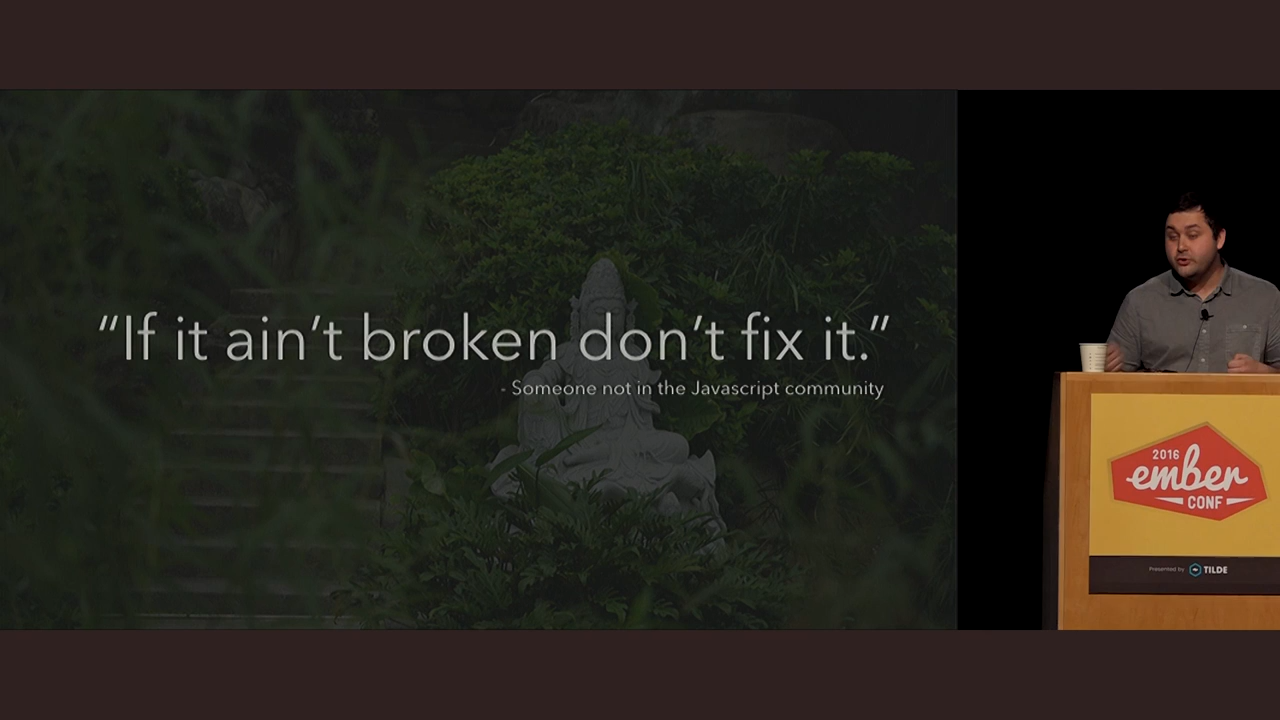 “If it ain’t broken don’t fix it.”
- Someone not in the Javascript community
2016
ember
CONF
Presented by TILDE